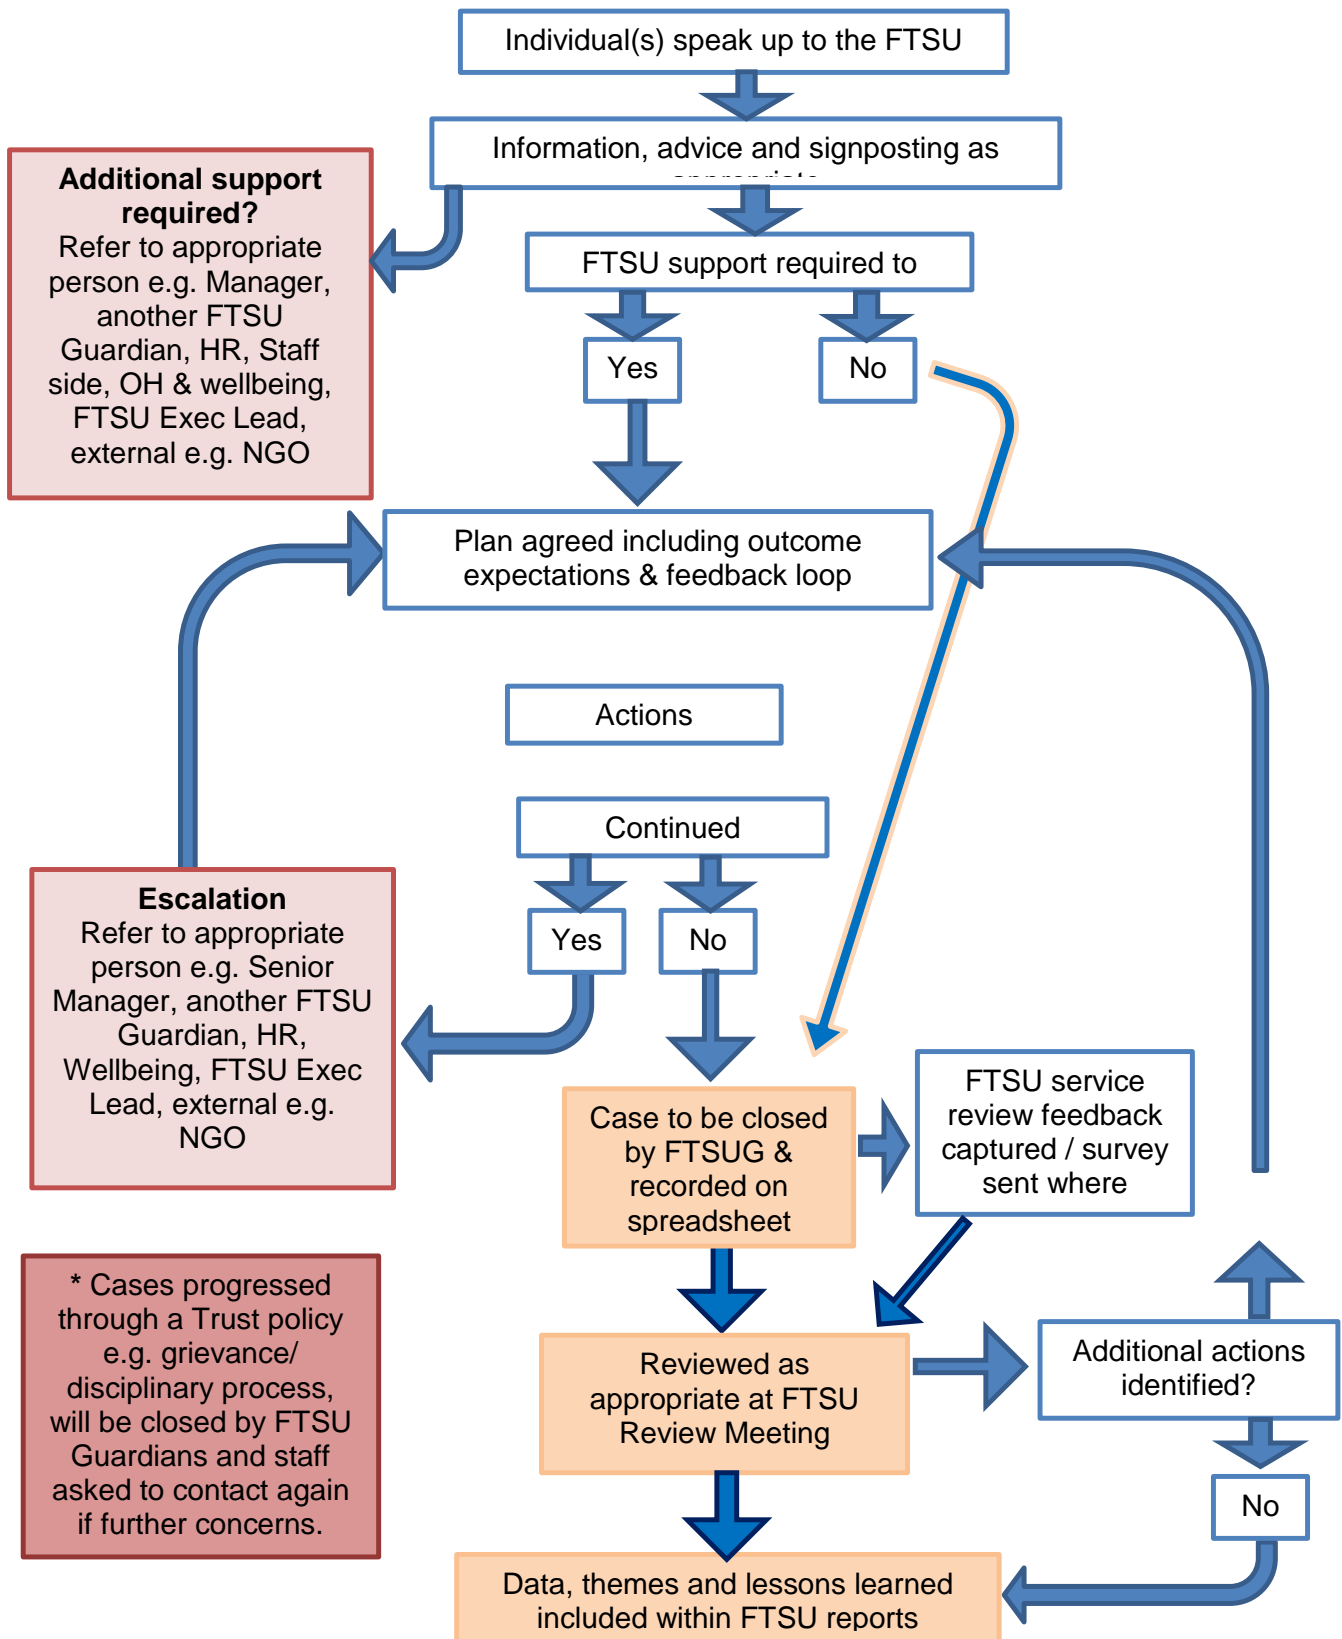 Individual(s) speak up to the FTSU
Information, advice and signposting as
Additional support
required?
Refer to appropriate
person e.g. Manager,
another FTSU
Guardian, HR, Staff
side, OH & wellbeing,
FTSU Exec Lead,
external e.g. NGO
FTSU support required to
Yes
No
Plan agreed including outcome
expectations & feedback loop
Actions
Continued
Yes
No
Escalation
Refer to appropriate
person e.g. Senior
Manager, another FTSU
Guardian, HR,
Wellbeing, FTSU Exec
Lead, external e.g.
NGO
Case to be closed
by FTSUG &
recorded on
spreadsheet
FTSU service
review feedback
captured / survey
sent where
* Cases progressed
through a Trust policy
e.g. grievance/
disciplinary process,
will be closed by FTSU
Guardians and staff
asked to contact again
if further concerns.
Reviewed as
appropriate at FTSU
Review Meeting
Additional actions
identified?
No
Data, themes and lessons learned
included within FTSU reports